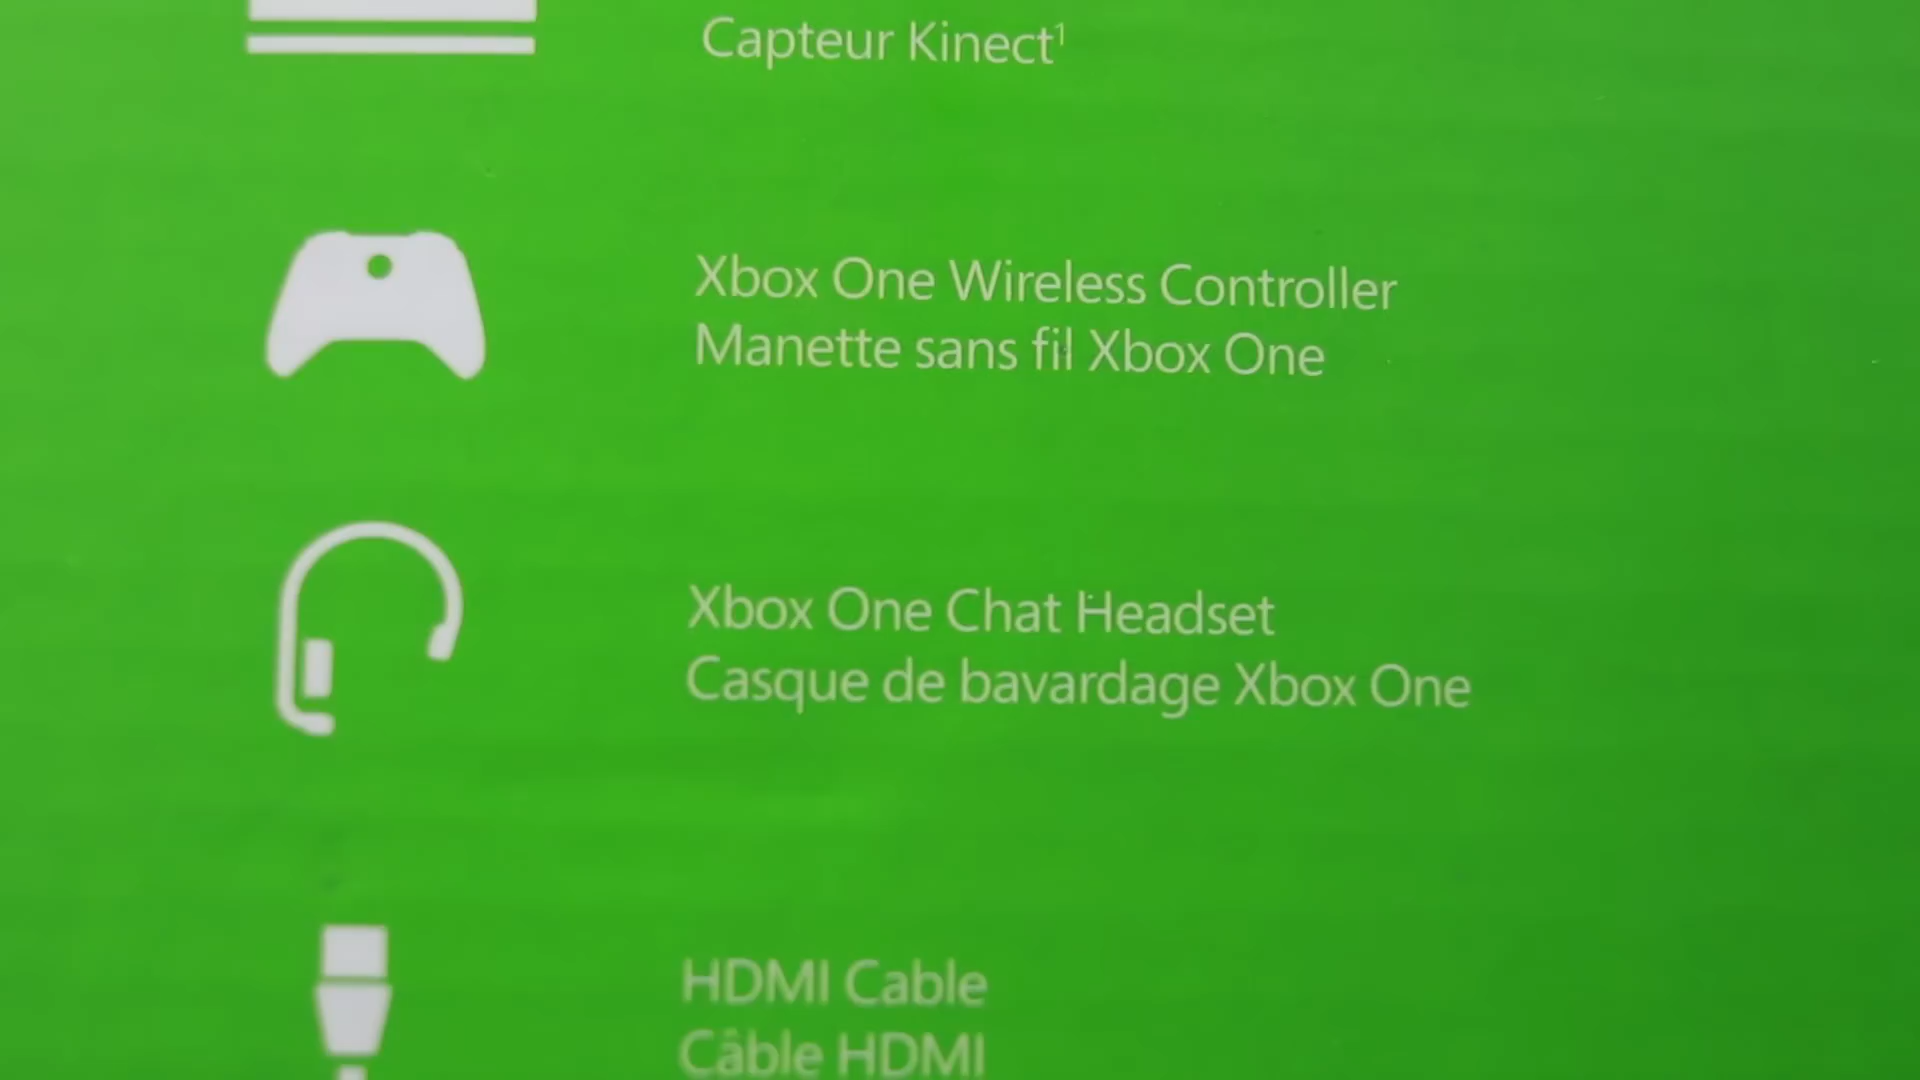 Capteur Kinect¹
Xbox One Wireless Controller
Manette sans fil Xbox One
Xbox One Chat Headset
Casque de bavardage Xbox One
HDMI Cable
Câble HDMI